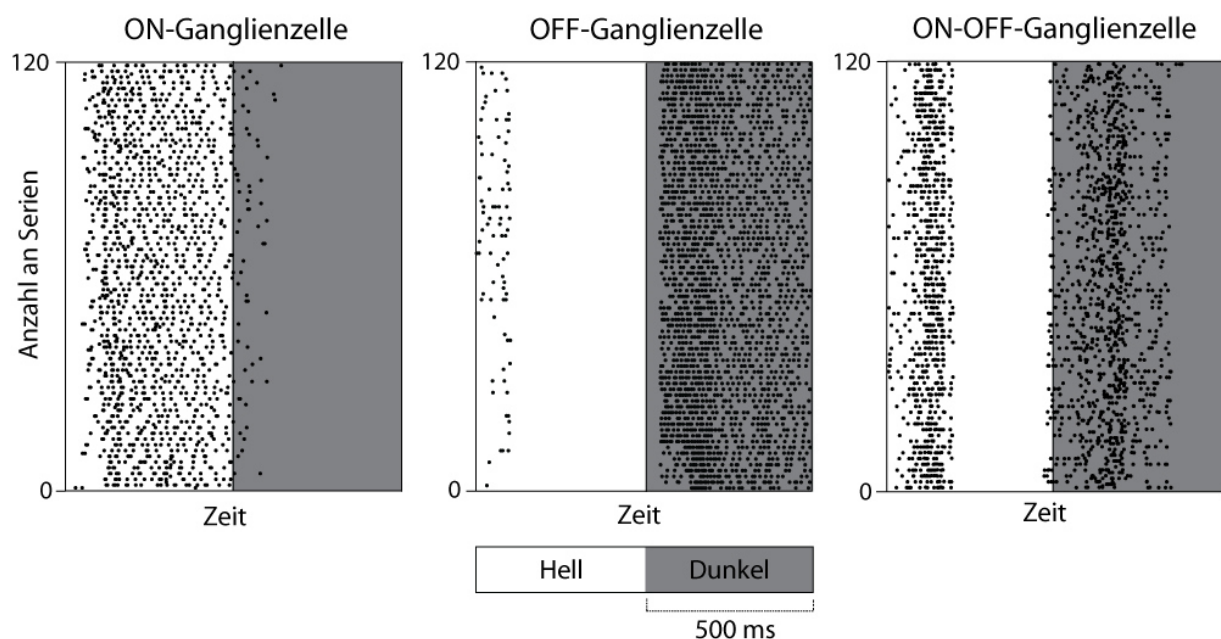 ON-Ganglienzelle
OFF-Ganglienzelle
ON-OFF-Ganglienzelle
120
120
120
Anzahl an Serien
0
0
0
Zeit
Zeit
Zeit
Hell
Dunkel
500 ms